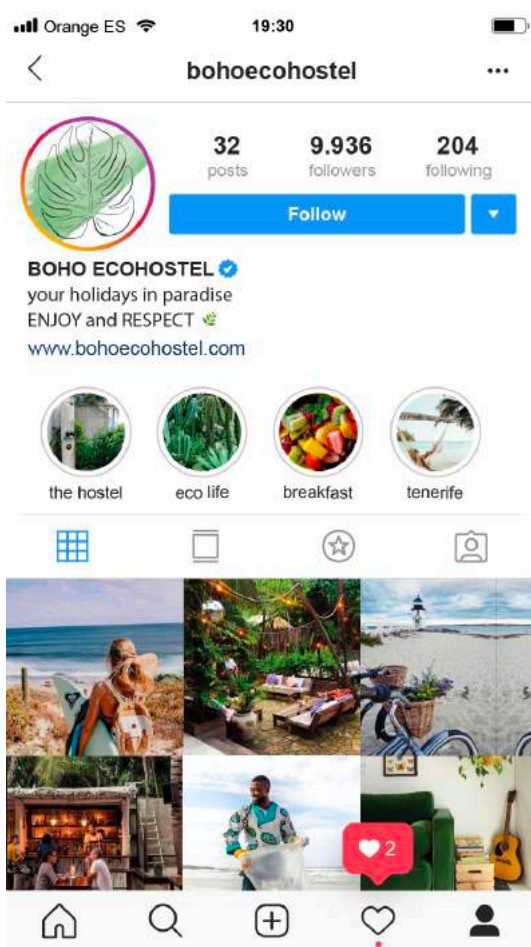 Orange ES
19:30
bohoecohostel
32 9.936 204
posts followers following
Follow
BOHO ECOHOSTEL
your holidays in paradise
ENJOY and RESPECT
www.bohoecohostel.com
the hostel eco life breakfast tenerife
2